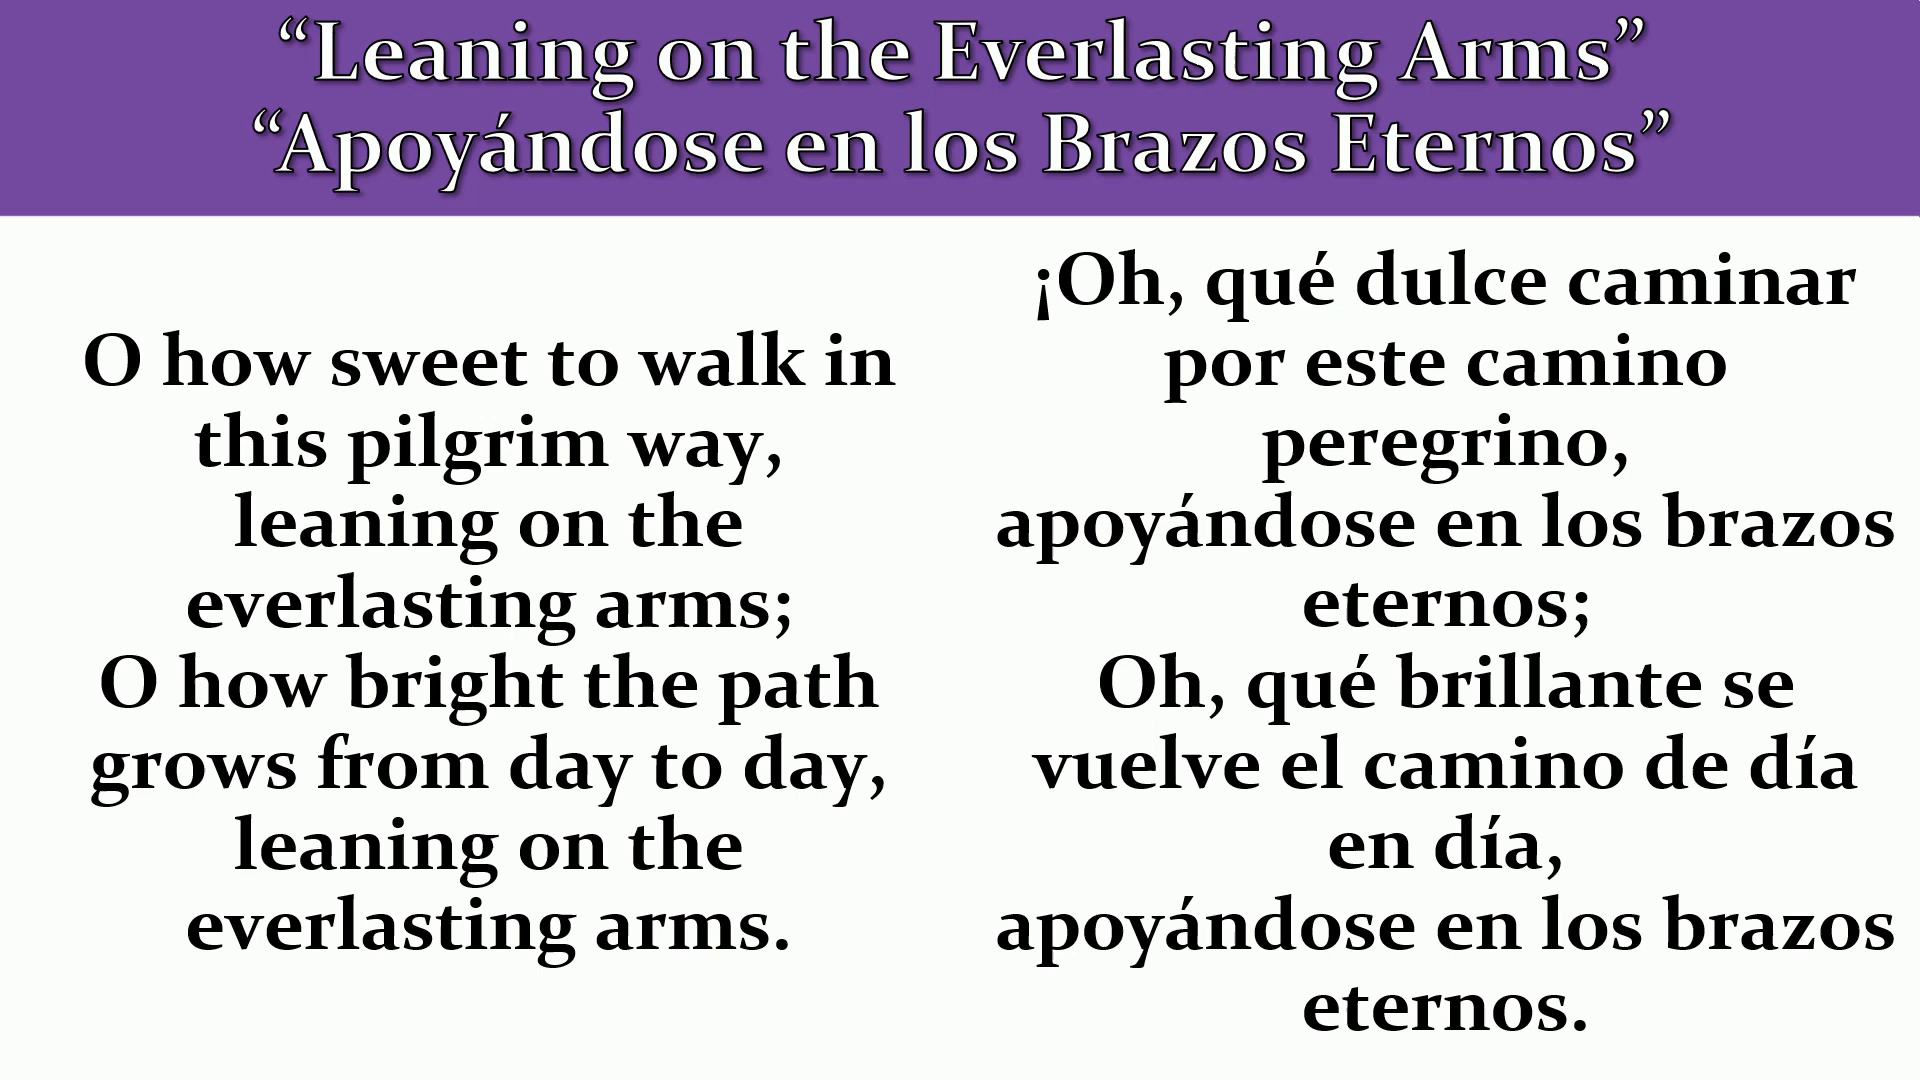 “Leaning on the Everlasting Arms”
“Apoyándose en los Brazos Eternos”
O how sweet to walk in
this pilgrim way,
leaning on the
everlasting arms;
O how bright the path
grows from day to day,
leaning on the
everlasting arms.
¡Oh, qué dulce caminar
por este camino
peregrino,
apoyándose en los brazos
eternos;
Oh, qué brillante se
vuelve el camino de día
en día,
apoyándose en los brazos
eternos.